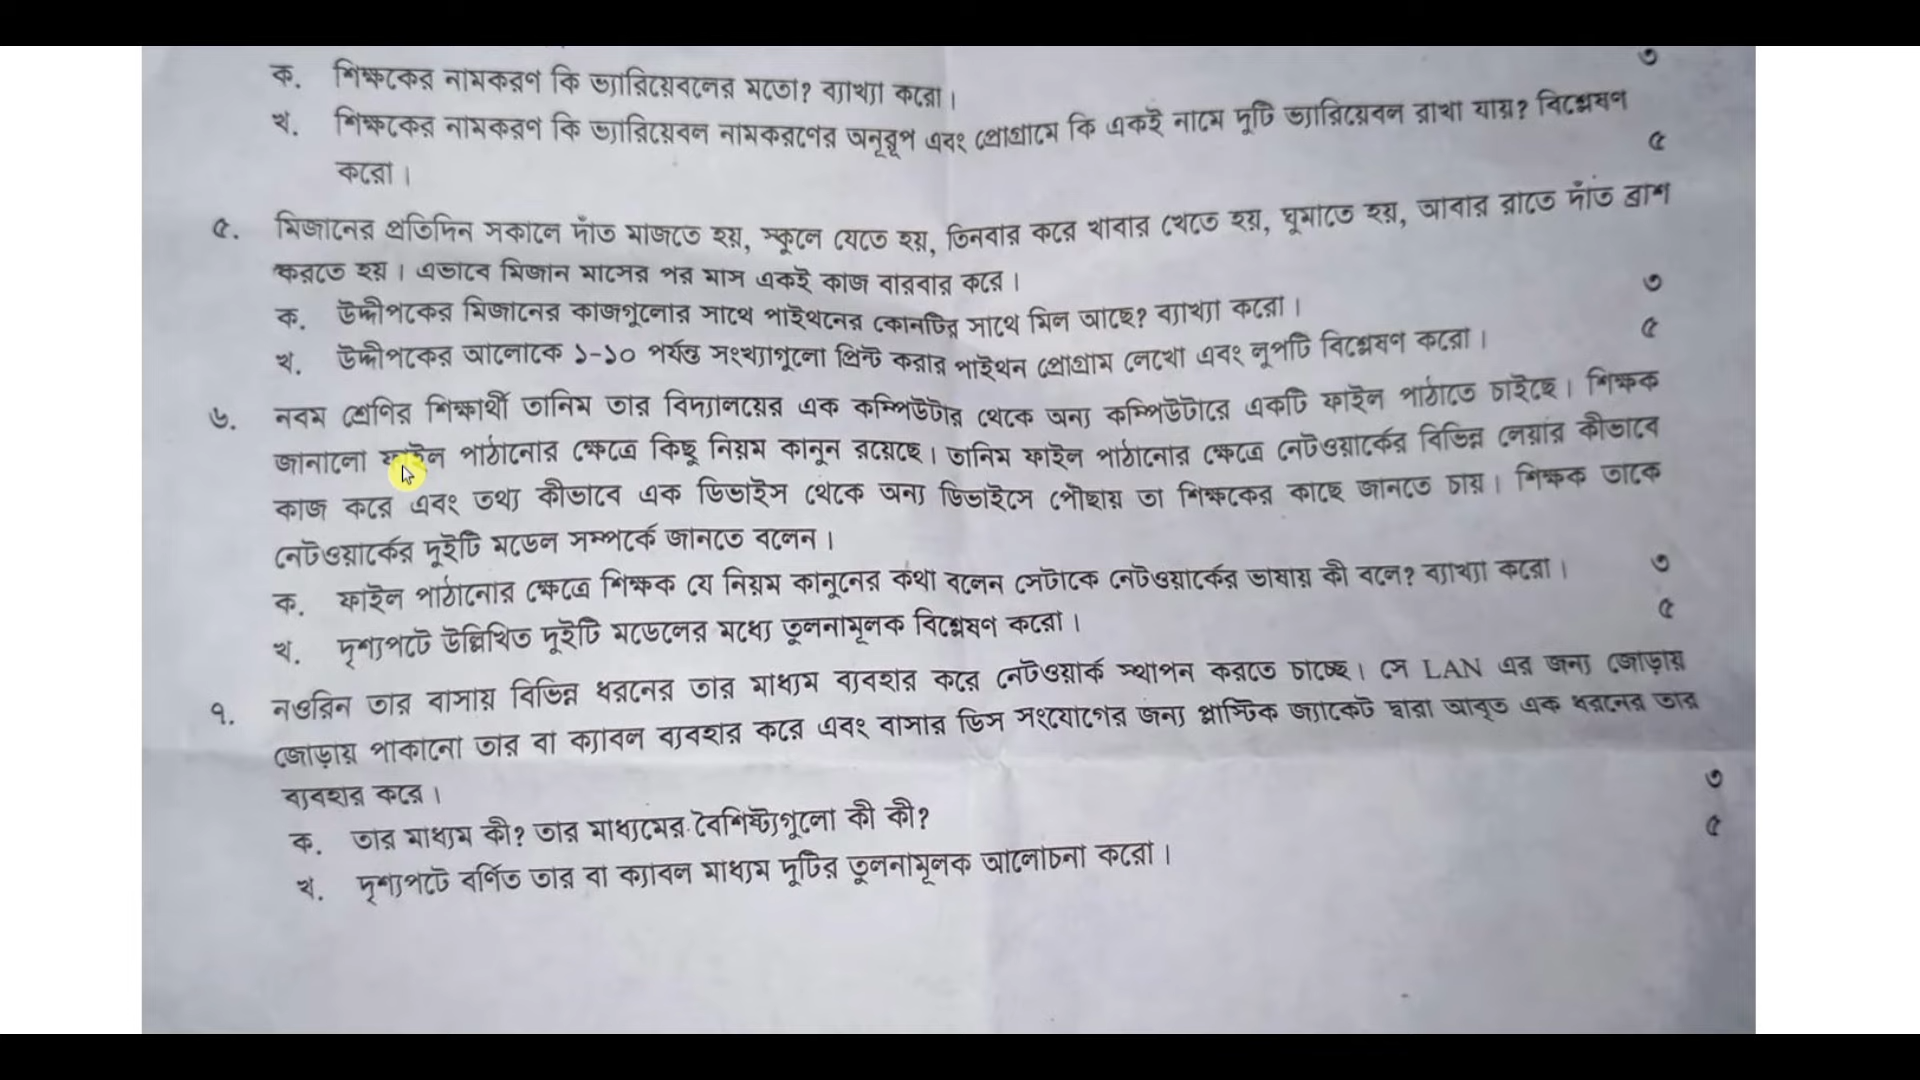 ৩
ক. শিক্ষকের নামকরণ কি ভ্যারিয়েবলের মতো? ব্যাখ্যা করো।
খ. শিক্ষকের নামকরণ কি ভ্যারিয়েবল নামকরণের অনূরূপ এবং প্রোগ্রামে কি একই নামে দুটি ভ্যারিয়েবল রাখা যায়? বিশ্লেষণ
করো। ৫
৫. মিজানের প্রতিদিন সকালে দাঁত মাজতে হয়, স্কুলে যেতে হয়, তিনবার করে খাবার খেতে হয়, ঘুমাতে হয়, আবার রাতে দাঁত ব্রাশ
করতে হয়। এভাবে মিজান মাসের পর মাস একই কাজ বারবার করে।
ক. উদ্দীপকের মিজানের কাজগুলোর সাথে পাইথনের কোনটির সাথে মিল আছে? ব্যাখ্যা করো। ৩
খ. উদ্দীপকের আলোকে ১-১০ পর্যন্ত সংখ্যাগুলো প্রিন্ট করার পাইথন প্রোগ্রাম লেখো এবং লুপটি বিশ্লেষণ করো। ৫
৬. নবম শ্রেণির শিক্ষার্থী তানিম তার বিদ্যালয়ের এক কম্পিউটার থেকে অন্য কম্পিউটারে একটি ফাইল পাঠাতে চাইছে। শিক্ষক
জানালো ফাইল পাঠানোর ক্ষেত্রে কিছু নিয়ম কানুন রয়েছে। তানিম ফাইল পাঠানোর ক্ষেত্রে নেটওয়ার্কের বিভিন্ন লেয়ার কীভাবে
কাজ করে এবং তথ্য কীভাবে এক ডিভাইস থেকে অন্য ডিভাইসে পৌছায় তা শিক্ষকের কাছে জানতে চায়। শিক্ষক তাকে
নেটওয়ার্কের দুইটি মডেল সম্পর্কে জানতে বলেন।
ক. ফাইল পাঠানোর ক্ষেত্রে শিক্ষক যে নিয়ম কানুনের কথা বলেন সেটাকে নেটওয়ার্কের ভাষায় কী বলে? ব্যাখ্যা করো। ৩
খ. দৃশ্যপটে উল্লিখিত দুইটি মডেলের মধ্যে তুলনামূলক বিশ্লেষণ করো। ৫
৭. নওরিন তার বাসায় বিভিন্ন ধরনের তার মাধ্যম ব্যবহার করে নেটওয়ার্ক স্থাপন করতে চাচ্ছে। সে LAN এর জন্য জোড়ায়
জোড়ায় পাকানো তার বা ক্যাবল ব্যবহার করে এবং বাসার ডিস সংযোগের জন্য প্লাস্টিক জ্যাকেট দ্বারা আবৃত এক ধরনের তার
ব্যবহার করে।
ক. তার মাধ্যম কী? তার মাধ্যমের বৈশিষ্ট্যগুলো কী কী? ৩
খ. দৃশ্যপটে বর্ণিত তার বা ক্যাবল মাধ্যম দুটির তুলনামূলক আলোচনা করো। ৫